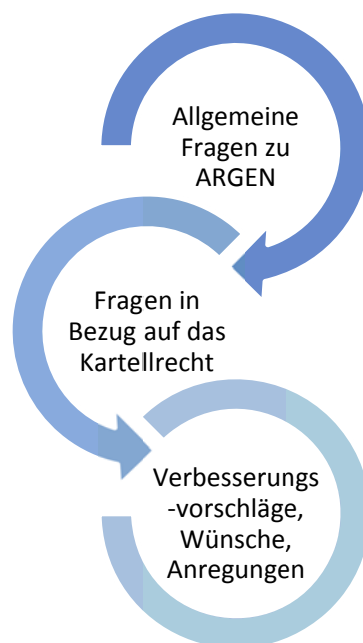 Allgemeine
Fragen zu
ARGEN
Fragen in
Bezug auf das
Kartellrecht
Verbesserungs
-vorschläge,
Wünsche,
Anregungen